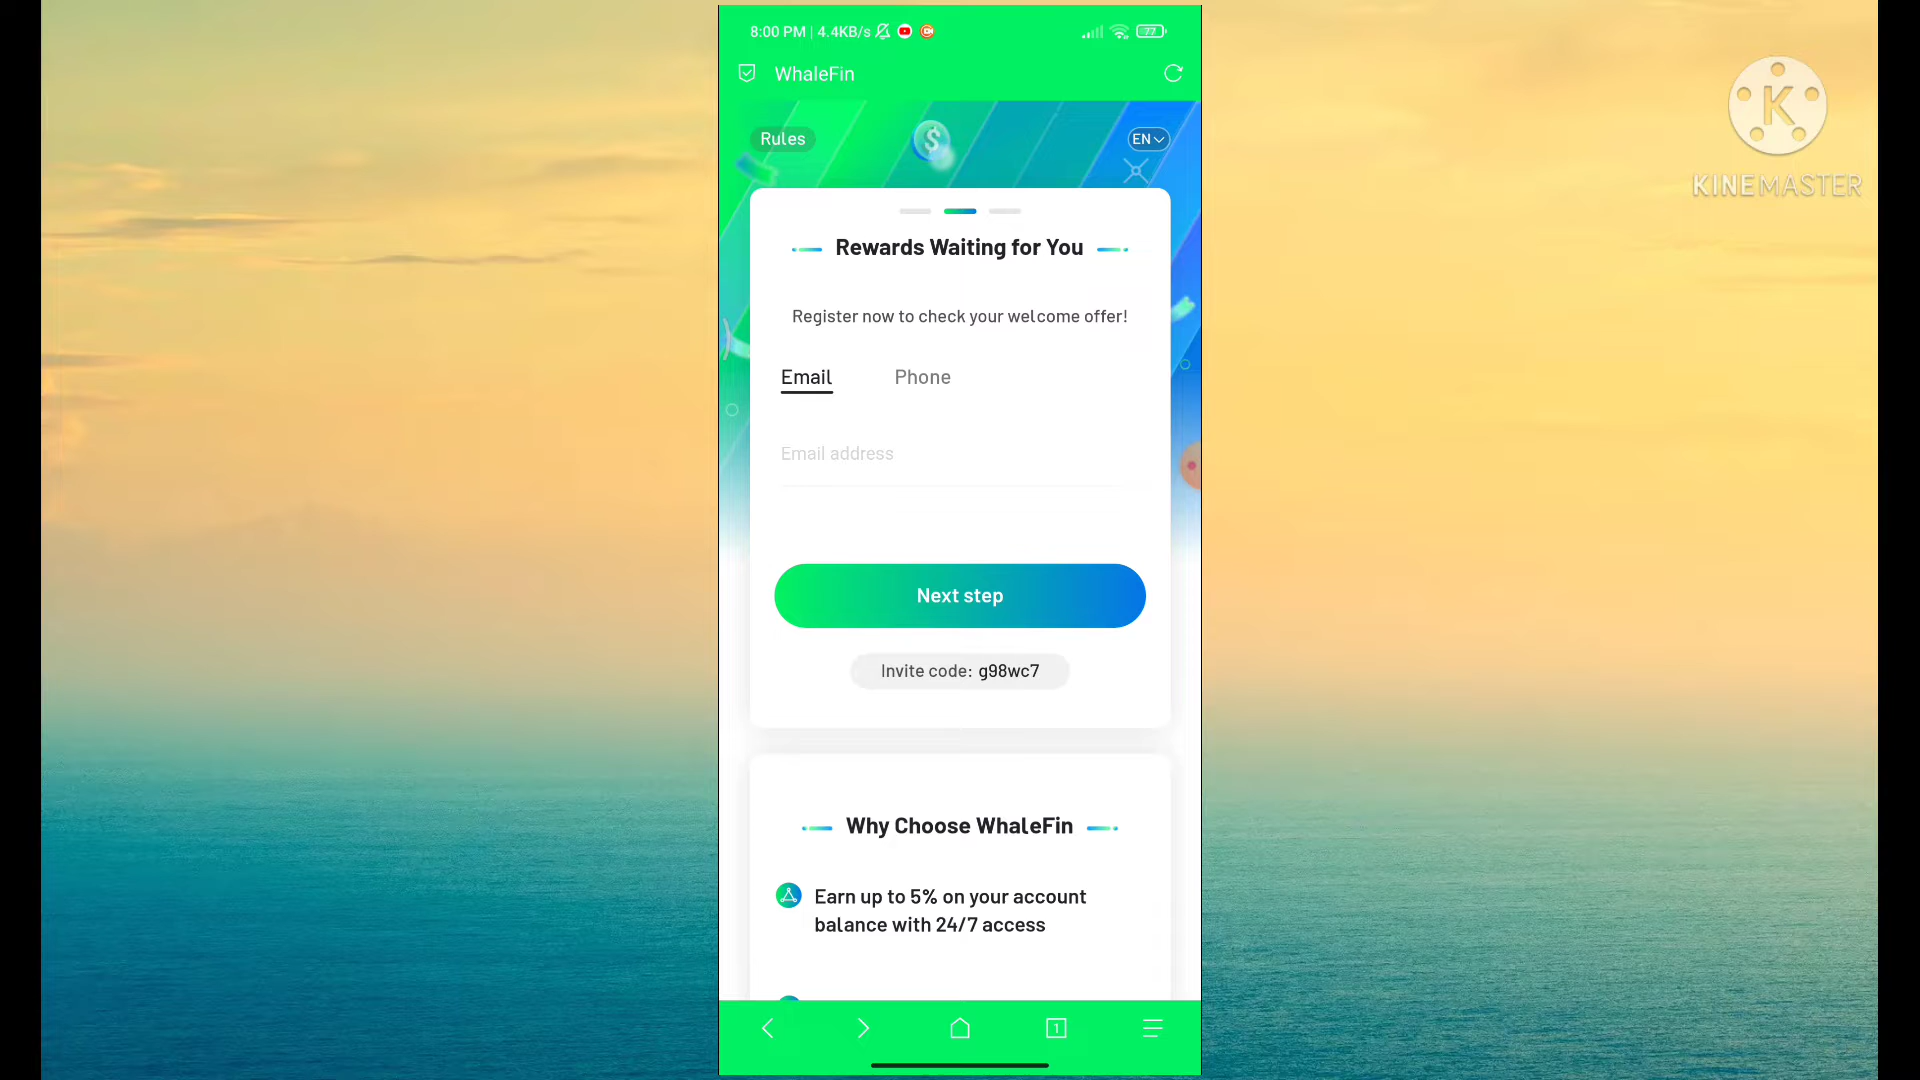 8:00 PM | 4.4KB/s
77
WhaleFin
Rules
EN
KINEMASTER
Rewards Waiting for You
Register now to check your welcome offer!
Email
Phone
Email address
Next step
Invite code: g98wc7
Why Choose WhaleFin
Earn up to 5% on your account
balance with 24/7 access
1